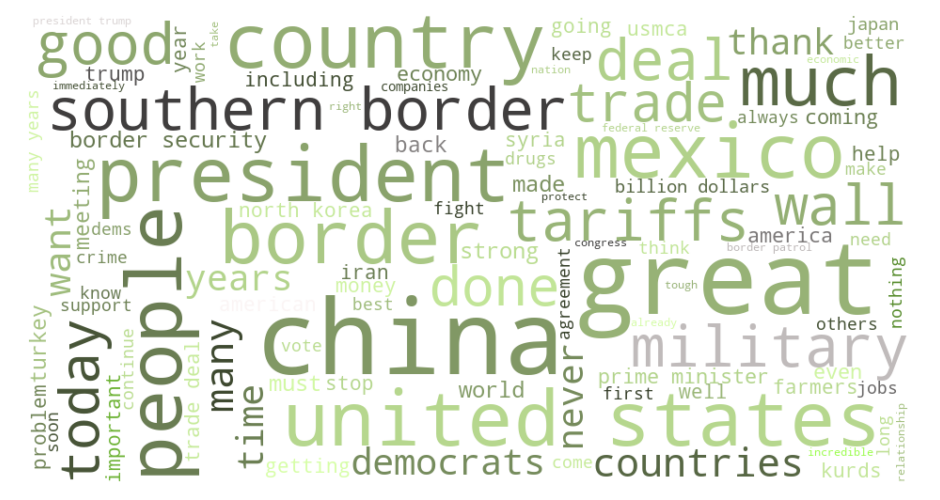 president trump
good
year
work
take
country
going
usmca
keep
deal
thank
japan
better
trump
immediately
including
economy
companies
nation
economic
much
southern border
right
trade
federal reserve
always
coming
many years
border security
back
syria
drugs
mexico
help
make
president
made
billion dollars
meeting
want
dems
crime
people
north korea
fight
protect
tariffs
wall
border
strong
congress
think
america
border patrol
need
years
iran
money
best
done
agreement
great
tough
nothing
know
support
american
china
already
others
military
today
problem
turkey
soon
important
continue
trade deal
many
time
vote
must
stop
world
never
prime minister
first
well
even
farmers
jobs
united
states
long
relationship
getting
democrats
come
countries
incredible
kurds